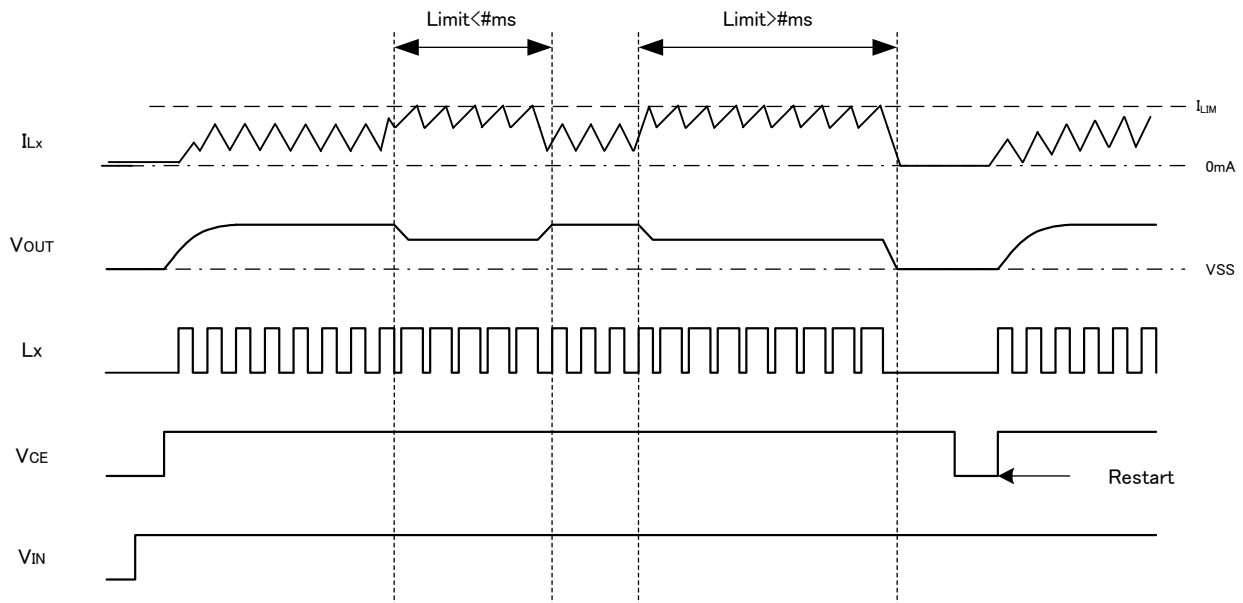 Limit<#ms Limit>#ms
ILx ILIM
0mA
VOUT
VSS
Lx
VCE
Restart
VIN